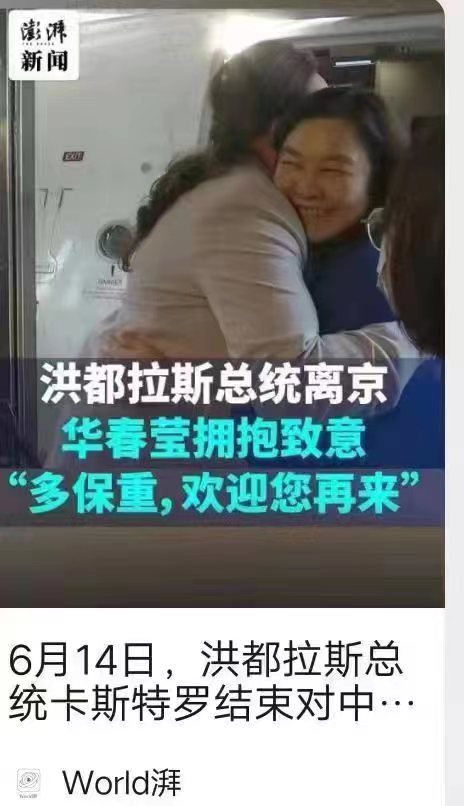 澎湃
THE PAPER
新闻
EXIT
洪都拉斯总统离京
华春莹拥抱致意
“多保重,欢迎您再来”
6月14日，洪都拉斯总
统卡斯特罗结束对中…
World湃